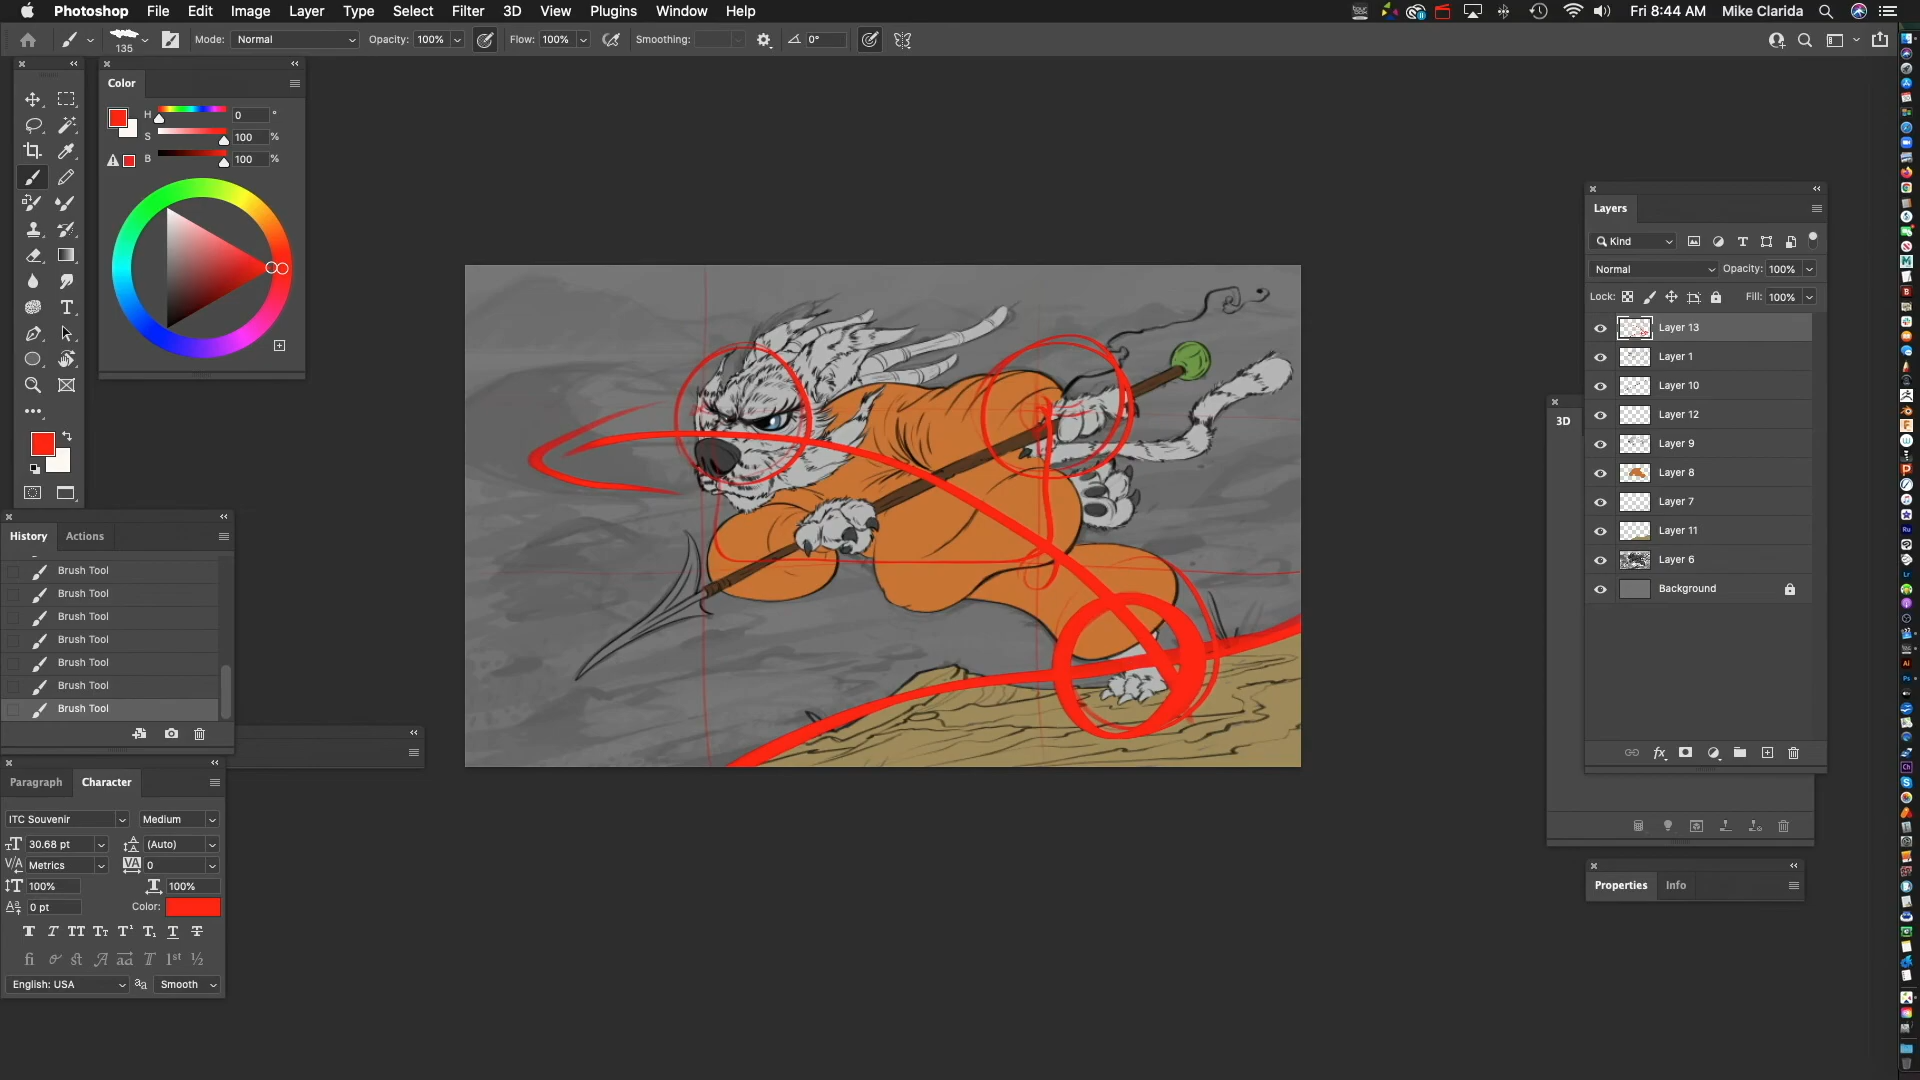 Photoshop File Edit Image Layer Type Select Filter 3D View Plugins Window Help Fri 8:44 AM Mike Clarida
135 Mode: Normal Opacity: 100% Flow: 100% Smoothing: 0°
Color
H 0 °
S 100 %
B 100 %
History Actions
Brush Tool
Brush Tool
Brush Tool
Brush Tool
Brush Tool
Brush Tool
Brush Tool
Paragraph Character
ITC Souvenir Medium
30.68 pt (Auto)
Metrics 0
100% 100%
0 pt Color:
English: USA Smooth
Layers
Kind
Normal Opacity: 100%
Lock: Fill: 100%
Layer 13
Layer 1
Layer 10
Layer 12
Layer 9
Layer 8
Layer 7
Layer 11
Layer 6
Background
3D
Properties Info